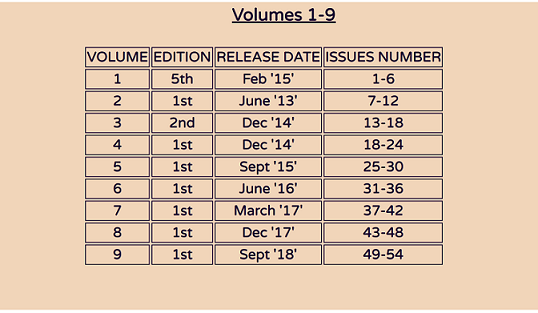 Volumes 1-9
VOLUME EDITION RELEASE DATE ISSUES NUMBER
1 5th Feb '15' 1-6
2 1st June '13' 7-12
3 2nd Dec '14' 13-18
4 1st Dec '14' 18-24
5 1st Sept '15' 25-30
6 1st June '16' 31-36
7 1st March '17' 37-42
8 1st Dec '17' 43-48
9 1st Sept '18' 49-54